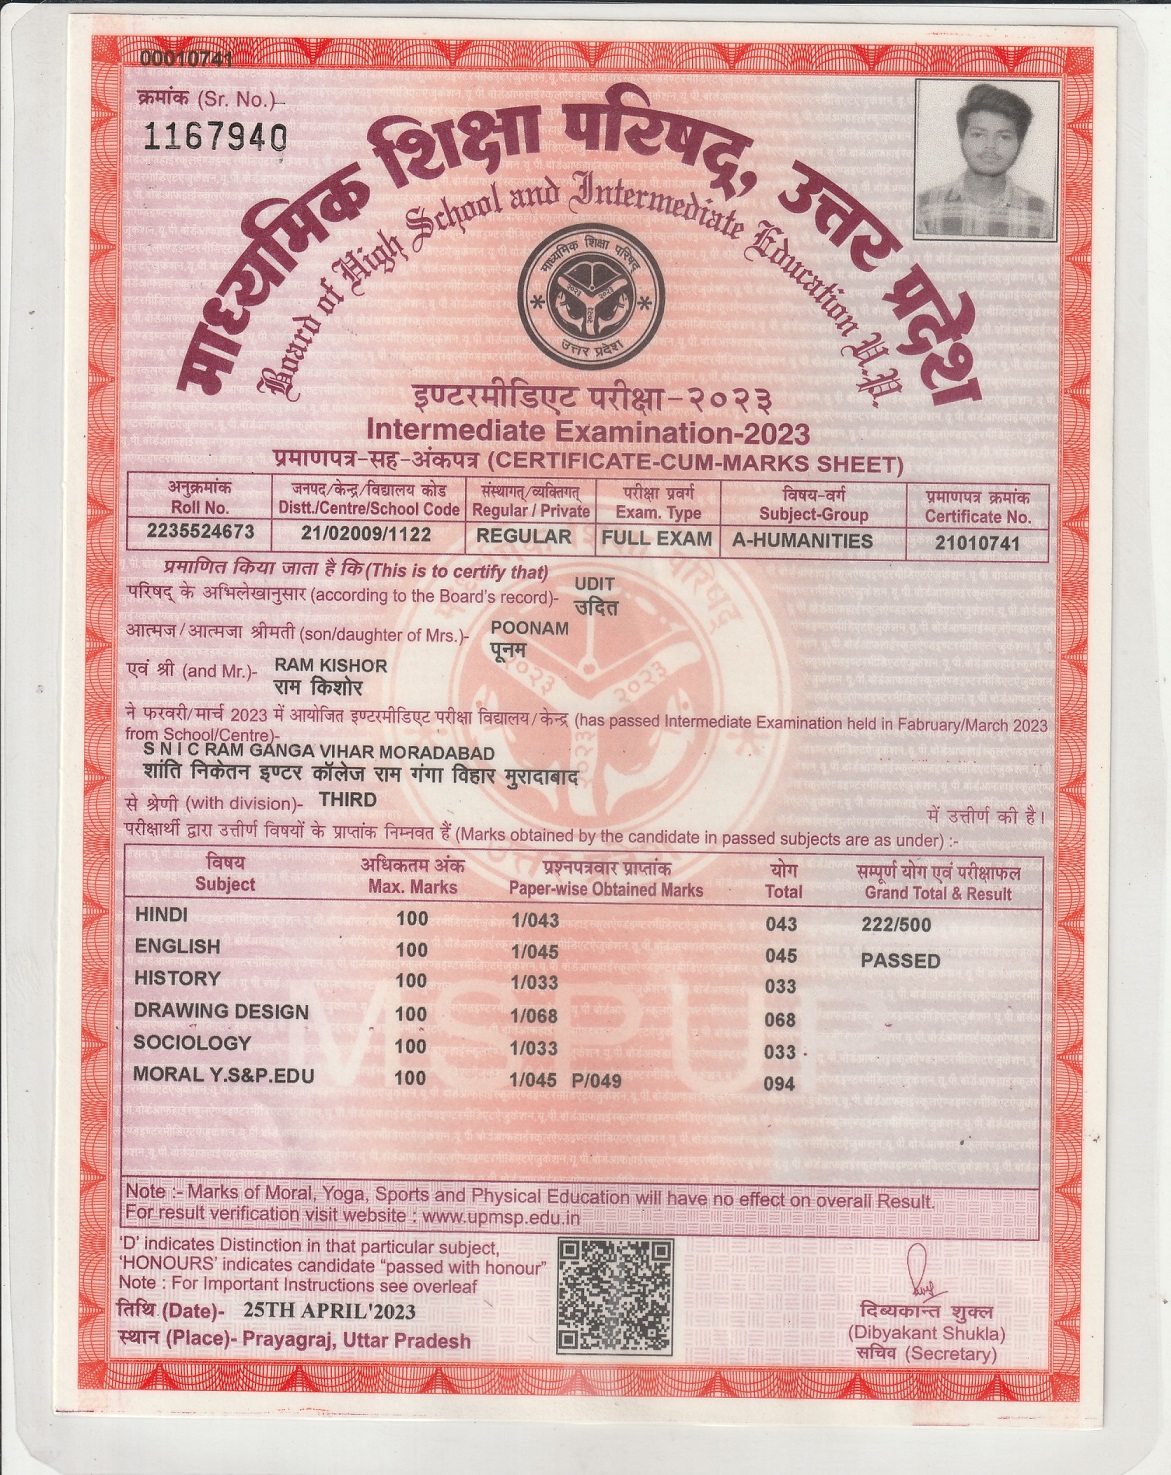 00010741
क्रमांक (Sr. No.)
1167940
माध्यमिक शिक्षा परिषद्, उत्तर प्रदेश
Board of High School and Intermediate Education U.P.
माध्यमिक शिक्षा परिषद्
उत्तर प्रदेश
इण्टरमीडिएट परीक्षा-२०२३
Intermediate Examination-2023
प्रमाणपत्र-सह-अंकपत्र (CERTIFICATE-CUM-MARKS SHEET)
अनुक्रमांक जनपद/केन्द्र/विद्यालय कोड संस्थागत्/व्यक्तिगत् परीक्षा प्रवर्ग विषय-वर्ग प्रमाणपत्र क्रमांक
Roll No. Distt./Centre/School Code Regular / Private Exam. Type Subject-Group Certificate No.
2235524673 21/02009/1122 REGULAR FULL EXAM A-HUMANITIES 21010741
प्रमाणित किया जाता है कि (This is to certify that)
परिषद् के अभिलेखानुसार (according to the Board's record)- UDIT
उदित
आत्मज/आत्मजा श्रीमती (son/daughter of Mrs.)- POONAM
पूनम
एवं श्री (and Mr.)- RAM KISHOR
राम किशोर
ने फरवरी/मार्च 2023 में आयोजित इण्टरमीडिएट परीक्षा विद्यालय/केन्द्र (has passed Intermediate Examination held in Fabruary/March 2023
from School/Centre)-
S N I C RAM GANGA VIHAR MORADABAD
शांति निकेतन इण्टर कॉलेज राम गंगा विहार मुरादाबाद
से श्रेणी (with division)- THIRD में उत्तीर्ण की है।
परीक्षार्थी द्वारा उत्तीर्ण विषयों के प्राप्तांक निम्नवत हैं (Marks obtained by the candidate in passed subjects are as under) :-
विषय अधिकतम अंक प्रश्नपत्रवार प्राप्तांक योग सम्पूर्ण योग एवं परीक्षाफल
Subject Max. Marks Paper-wise Obtained Marks Total Grand Total & Result
HINDI 100 1/043 043 222/500
ENGLISH 100 1/045 045 PASSED
HISTORY 100 1/033 033
DRAWING DESIGN 100 1/068 068
SOCIOLOGY 100 1/033 033
MORAL Y.S&P.EDU 100 1/045 P/049 094
Note :- Marks of Moral, Yoga, Sports and Physical Education will have no effect on overall Result.
For result verification visit website : www.upmsp.edu.in
'D' indicates Distinction in that particular subject,
'HONOURS' indicates candidate "passed with honour"
Note : For Important Instructions see overleaf
तिथि (Date)- 25TH APRIL'2023
स्थान (Place)- Prayagraj, Uttar Pradesh
दिब्यकान्त शुक्ल
(Dibyakant Shukla)
सचिव (Secretary)